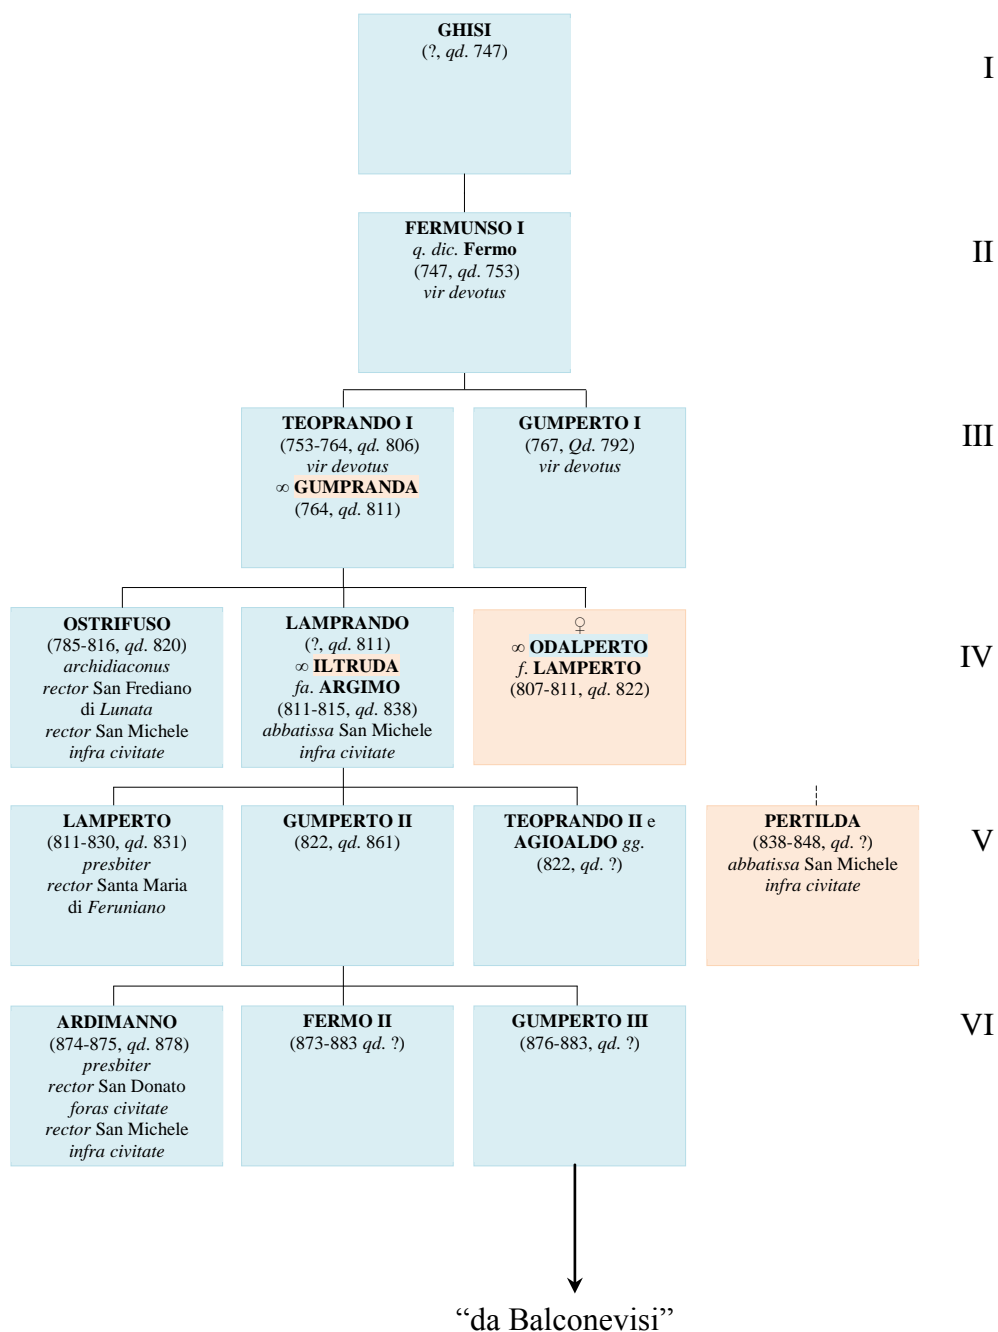 GHISI
(?, qd. 747)
I
FERMUNSO I
q. dic. Fermo
(747, qd. 753)
vir devotus
II
TEOPRANDO I
(753-764, qd. 806)
vir devotus
∞ GUMPRANDA
(764, qd. 811)
GUMPERTO I
(767, Qd. 792)
vir devotus
III
OSTRIFUSO
(785-816, qd. 820)
archidiaconus
rector San Frediano
di Lunata
rector San Michele
infra civitate
LAMPRANDO
(?, qd. 811)
∞ ILTRUDA
fa. ARGIMO
(811-815, qd. 838)
abbatissa San Michele
infra civitate
♀
∞ ODALPERTO
f. LAMPERTO
(807-811, qd. 822)
IV
LAMPERTO
(811-830, qd. 831)
presbiter
rector Santa Maria
di Feruniano
GUMPERTO II
(822, qd. 861)
TEOPRANDO II e
AGIOALDO gg.
(822, qd. ?)
PERTILDA
(838-848, qd. ?)
abbatissa San Michele
infra civitate
V
ARDIMANNO
(874-875, qd. 878)
presbiter
rector San Donato
foras civitate
rector San Michele
infra civitate
FERMO II
(873-883 qd. ?)
GUMPERTO III
(876-883, qd. ?)
VI
“da Balconevisi”